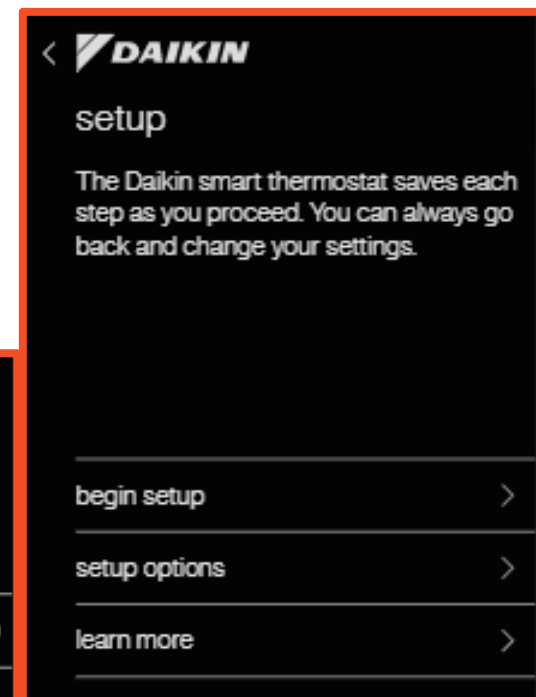 DAIKIN
setup
The Daikin smart thermostat saves each
step as you proceed. You can always go
back and change your settings.
begin setup
setup options
learn more